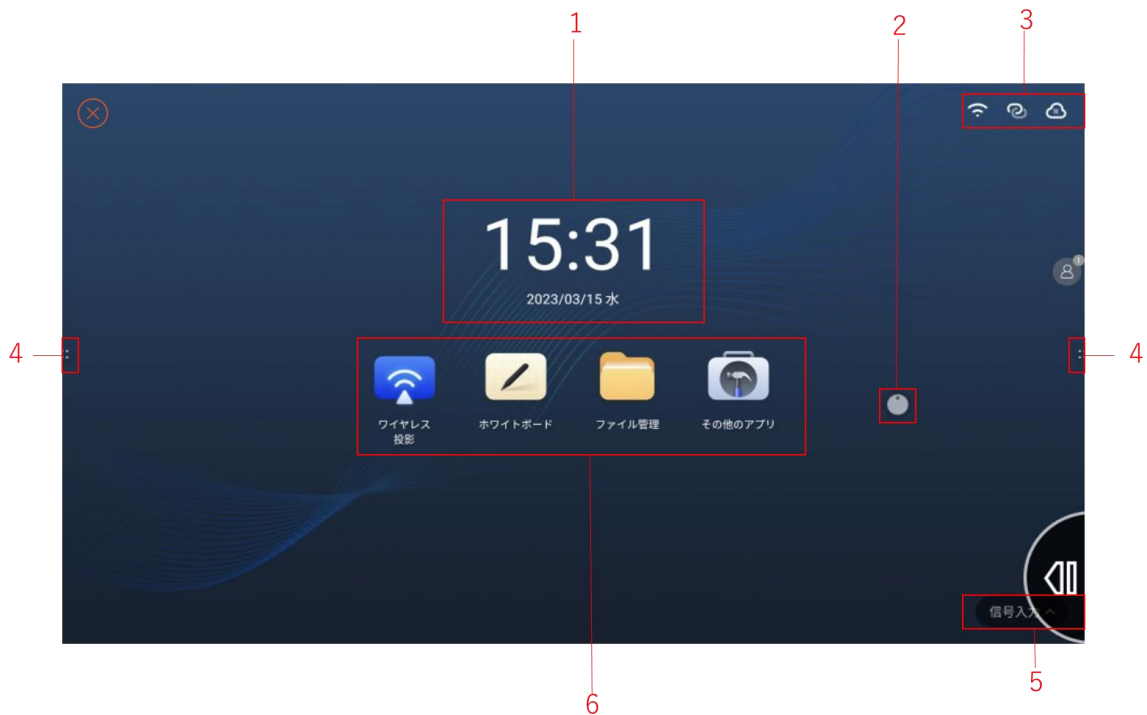 1
2
3
15:31
2023/03/15 水
1
4
4
ワイヤレス
投影
ホワイトボード
ファイル管理
その他のアプリ
信号入力
5
6